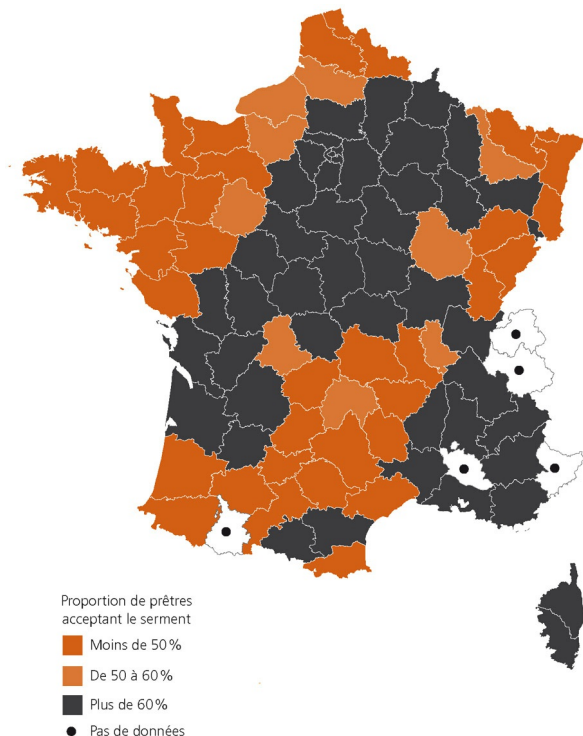 Proportion de prêtres
acceptant le serment
Moins de 50 %
De 50 à 60 %
Plus de 60 %
Pas de données